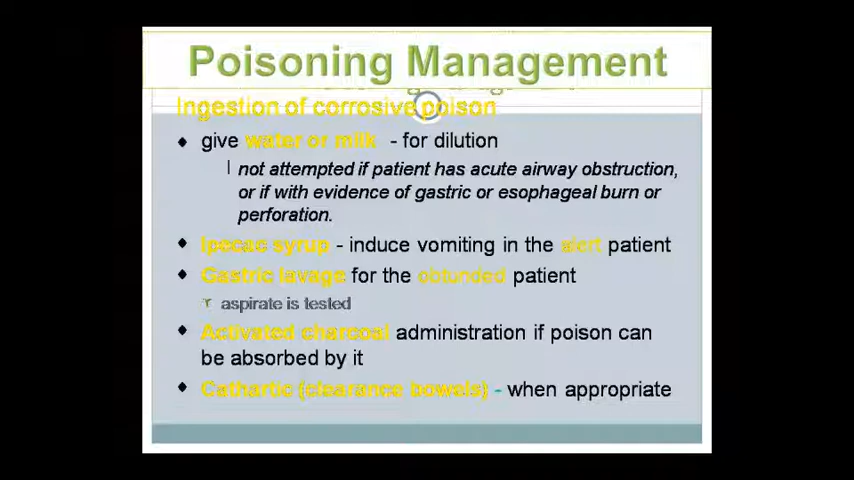 Poisoning Management
Ingestion of corrosive poison
♦ give water or milk - for dilution
not attempted if patient has acute airway obstruction,
or if with evidence of gastric or esophageal burn or
perforation.
♦ Ipecac syrup - induce vomiting in the alert patient
♦ Gastric lavage for the obtunded patient
aspirate is tested
♦ Activated charcoal administration if poison can
be absorbed by it
♦ Cathartic (clearance bowels) - when appropriate